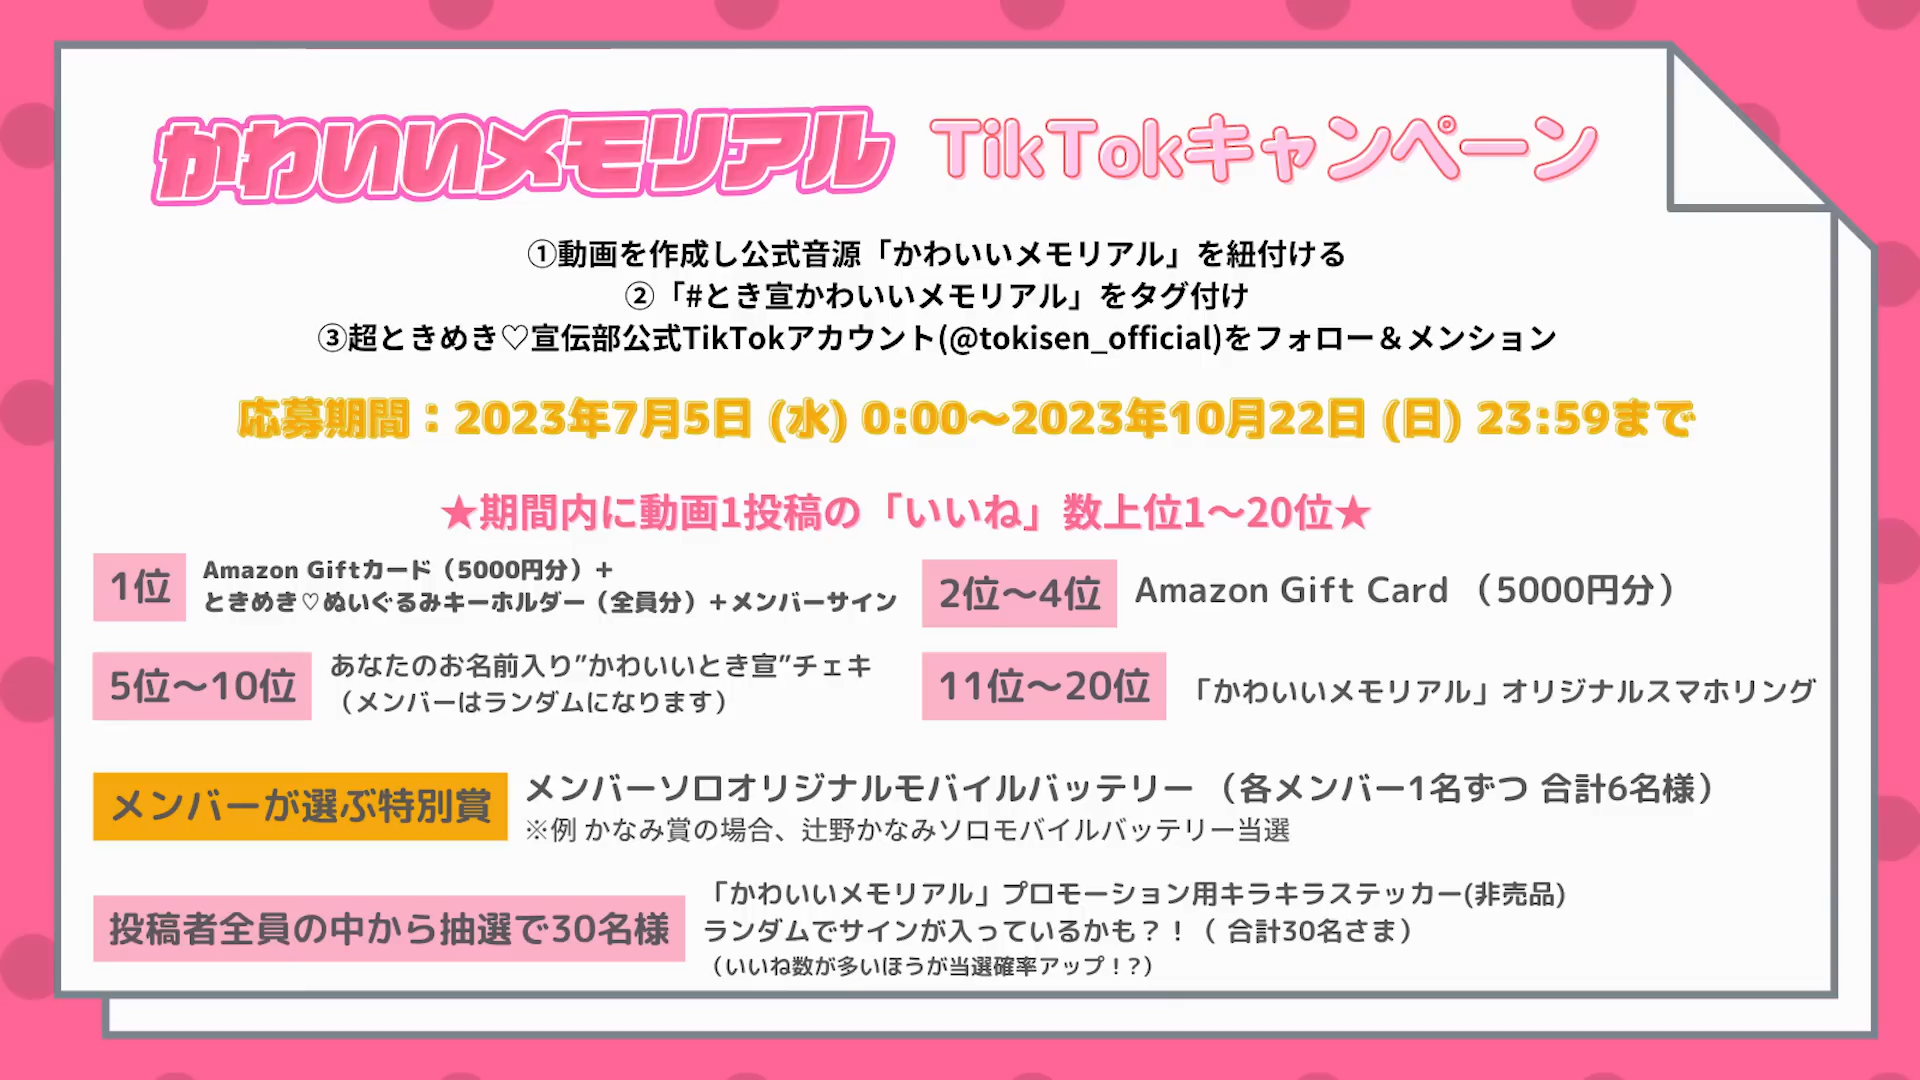 かわいいメモリアル TikTokキャンペーン
①動画を作成し公式音源「かわいいメモリアル」を紐付ける
②「#とき宣かわいいメモリアル」をタグ付け
③超ときめき♡宣伝部公式TikTokアカウント(@tokisen_official)をフォロー＆メンション
応募期間：2023年7月5日 (水) 0:00〜2023年10月22日 (日) 23:59まで
★期間内に動画1投稿の「いいね」数上位1〜20位★
1位
Amazon Giftカード（5000円分）＋
ときめき♡ぬいぐるみキーホルダー（全員分）＋メンバーサイン
2位〜4位
Amazon Gift Card （5000円分）
5位〜10位
あなたのお名前入り”かわいいとき宣”チェキ
（メンバーはランダムになります）
11位〜20位
「かわいいメモリアル」オリジナルスマホリング
メンバーが選ぶ特別賞
メンバーソロオリジナルモバイルバッテリー （各メンバー1名ずつ 合計6名様）
※例 かなみ賞の場合、辻野かなみソロモバイルバッテリー当選
投稿者全員の中から抽選で30名様
「かわいいメモリアル」プロモーション用キラキラステッカー(非売品)
ランダムでサインが入っているかも？！（ 合計30名さま）
（いいね数が多いほうが当選確率アップ！?）